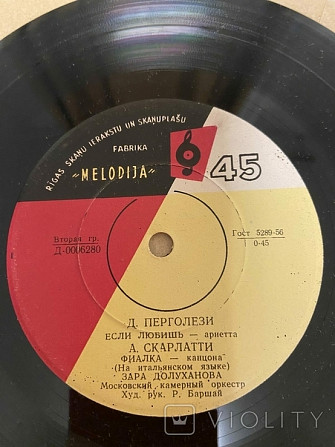 RĪGAS SKAŅU IERAKSTU UN SKAŅUPLAŠU
FABRIKA
"MELODIJA"
45
Вторая гр.
Д-0006280
Гост 5289-56
0-45
Д. ПЕРГОЛЕЗИ
ЕСЛИ ЛЮБИШЬ — ариетта
А. СКАРЛАТТИ
ФИАЛКА — канцона
(На итальянском языке)
ЗАРА ДОЛУХАНОВА
Московский камерный оркестр
Худ. рук. Р. Баршай
VIOLITY